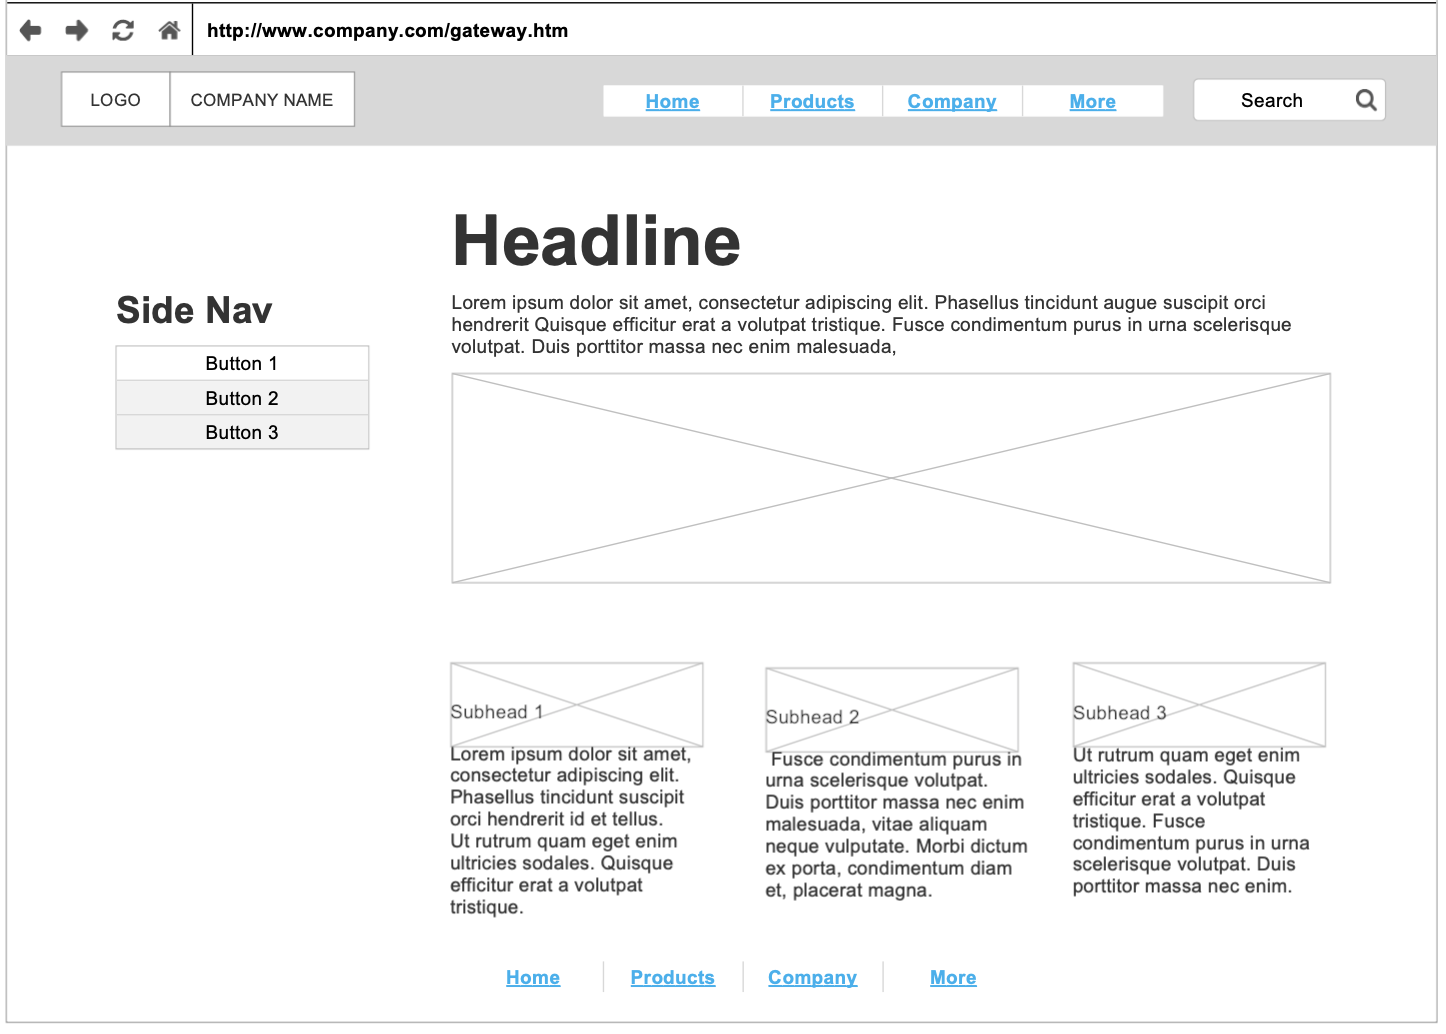 http://www.company.com/gateway.htm
LOGO COMPANY NAME
Home Products Company More
Search
Headline
Lorem ipsum dolor sit amet, consectetur adipiscing elit. Phasellus tincidunt augue suscipit orci
hendrerit Quisque efficitur erat a volutpat tristique. Fusce condimentum purus in urna scelerisque
volutpat. Duis porttitor massa nec enim malesuada,
Side Nav
Button 1
Button 2
Button 3
Subhead 1
Lorem ipsum dolor sit amet,
consectetur adipiscing elit.
Phasellus tincidunt suscipit
orci hendrerit id et tellus.
Ut rutrum quam eget enim
ultricies sodales. Quisque
efficitur erat a volutpat
tristique.
Subhead 2
Fusce condimentum purus in
urna scelerisque volutpat.
Duis porttitor massa nec enim
malesuada, vitae aliquam
neque vulputate. Morbi dictum
ex porta, condimentum diam
et, placerat magna.
Subhead 3
Ut rutrum quam eget enim
ultricies sodales. Quisque
efficitur erat a volutpat
tristique. Fusce
condimentum purus in urna
scelerisque volutpat. Duis
porttitor massa nec enim.
Home Products Company More